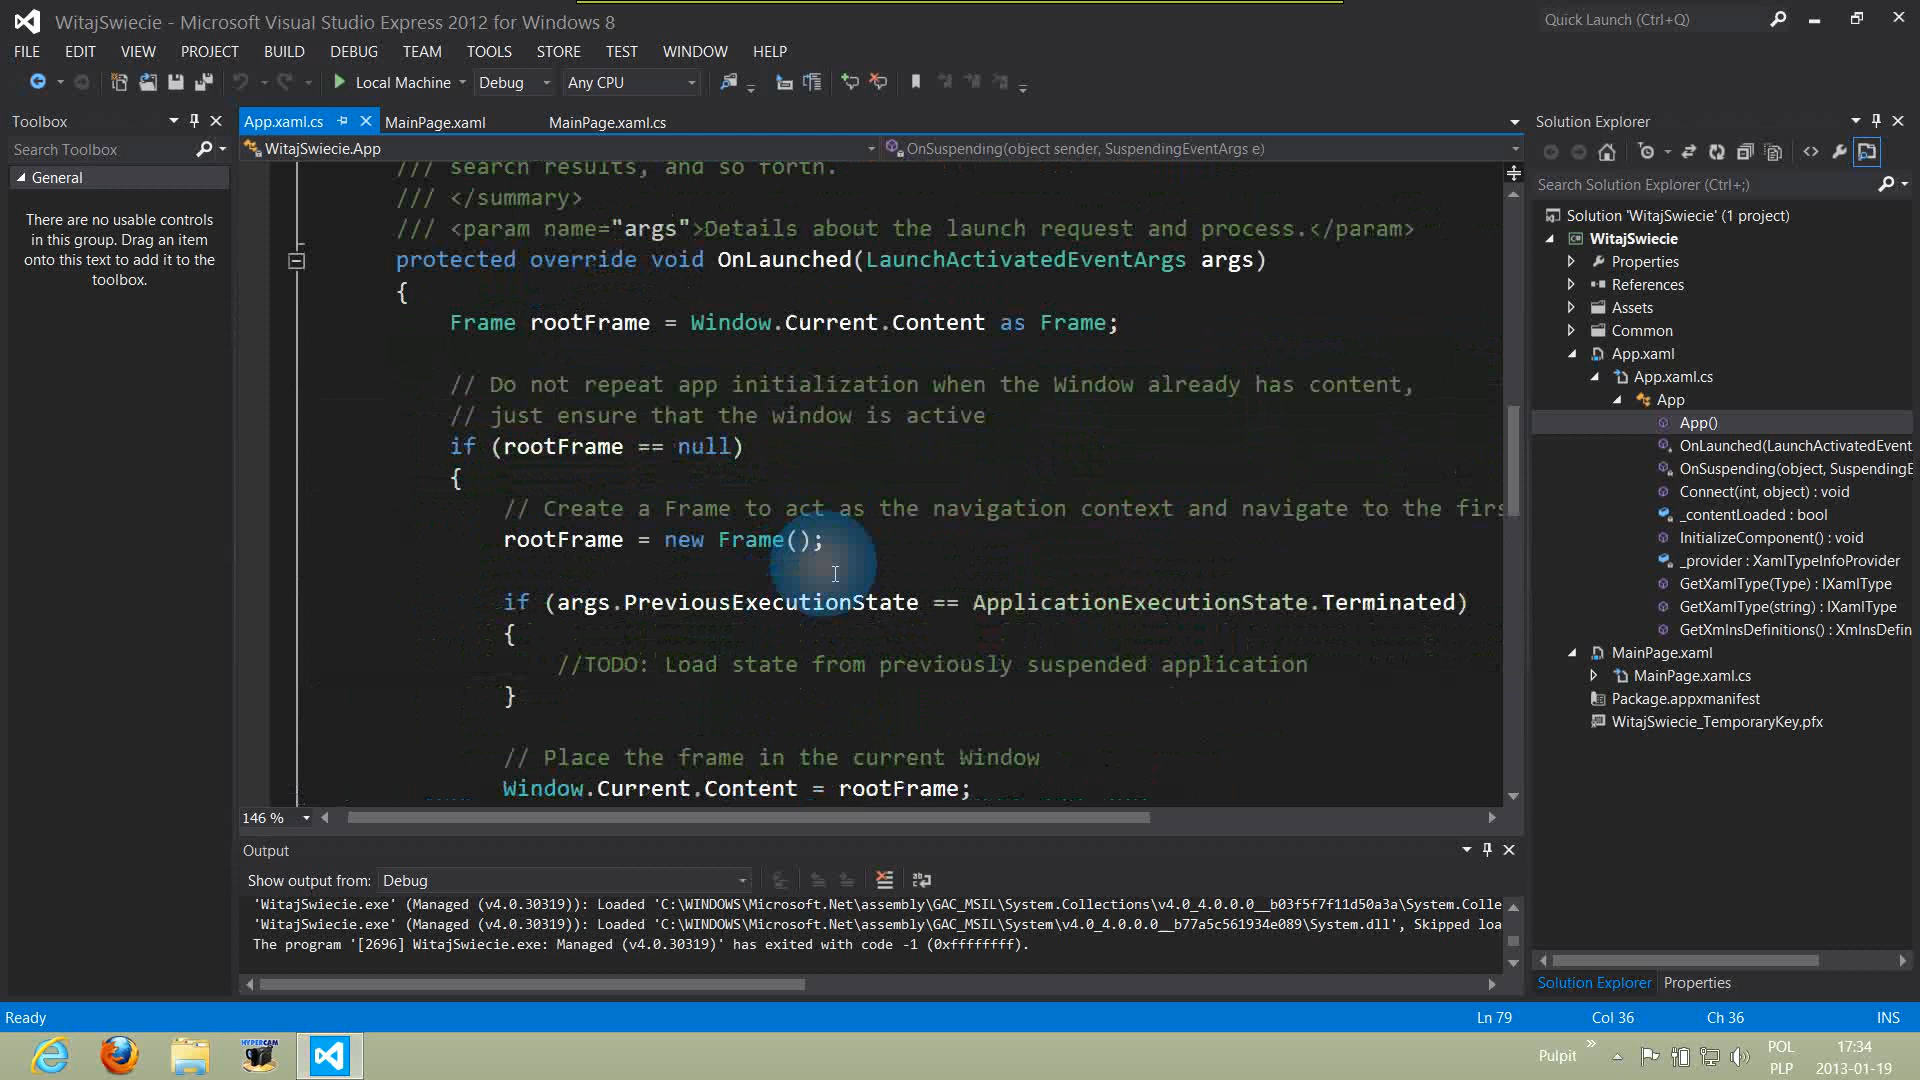 WitajSwiecie - Microsoft Visual Studio Express 2012 for Windows 8
Quick Launch (Ctrl+Q)
FILE EDIT VIEW PROJECT BUILD DEBUG TEAM TOOLS STORE TEST WINDOW HELP
Local Machine Debug Any CPU
Toolbox
Search Toolbox
General
There are no usable controls
in this group. Drag an item
onto this text to add it to the
toolbox.
App.xaml.cs MainPage.xaml MainPage.xaml.cs
WitajSwiecie.App OnSuspending(object sender, SuspendingEventArgs e)
/// search results, and so forth.
/// </summary>
/// <param name="args">Details about the launch request and process.</param>
protected override void OnLaunched(LaunchActivatedEventArgs args)
{
Frame rootFrame = Window.Current.Content as Frame;
// Do not repeat app initialization when the Window already has content,
// just ensure that the window is active
if (rootFrame == null)
{
// Create a Frame to act as the navigation context and navigate to the firs
rootFrame = new Frame();
if (args.PreviousExecutionState == ApplicationExecutionState.Terminated)
{
//TODO: Load state from previously suspended application
}
// Place the frame in the current Window
Window.Current.Content = rootFrame;
146 %
Output
Show output from: Debug
'WitajSwiecie.exe' (Managed (v4.0.30319)): Loaded 'C:\WINDOWS\Microsoft.Net\assembly\GAC_MSIL\System.Collections\v4.0_4.0.0.0__b03f5f7f11d50a3a\System.Colle
'WitajSwiecie.exe' (Managed (v4.0.30319)): Loaded 'C:\WINDOWS\Microsoft.Net\assembly\GAC_MSIL\System\v4.0_4.0.0.0__b77a5c561934e089\System.dll', Skipped loa
The program '[2696] WitajSwiecie.exe: Managed (v4.0.30319)' has exited with code -1 (0xffffffff).
Solution Explorer
Search Solution Explorer (Ctrl+;)
Solution 'WitajSwiecie' (1 project)
WitajSwiecie
Properties
References
Assets
Common
App.xaml
App.xaml.cs
App
App()
OnLaunched(LaunchActivatedEvent
OnSuspending(object, SuspendingE
Connect(int, object) : void
_contentLoaded : bool
InitializeComponent() : void
_provider : XamlTypeInfoProvider
GetXamlType(Type) : IXamlType
GetXamlType(string) : IXamlType
GetXmlnsDefinitions() : XmlnsDefin
MainPage.xaml
MainPage.xaml.cs
Package.appxmanifest
WitajSwiecie_TemporaryKey.pfx
Solution Explorer Properties
Ready Ln 79 Col 36 Ch 36 INS
HYPERCAM
Pulpit
POL
PLP
17:34
2013-01-19